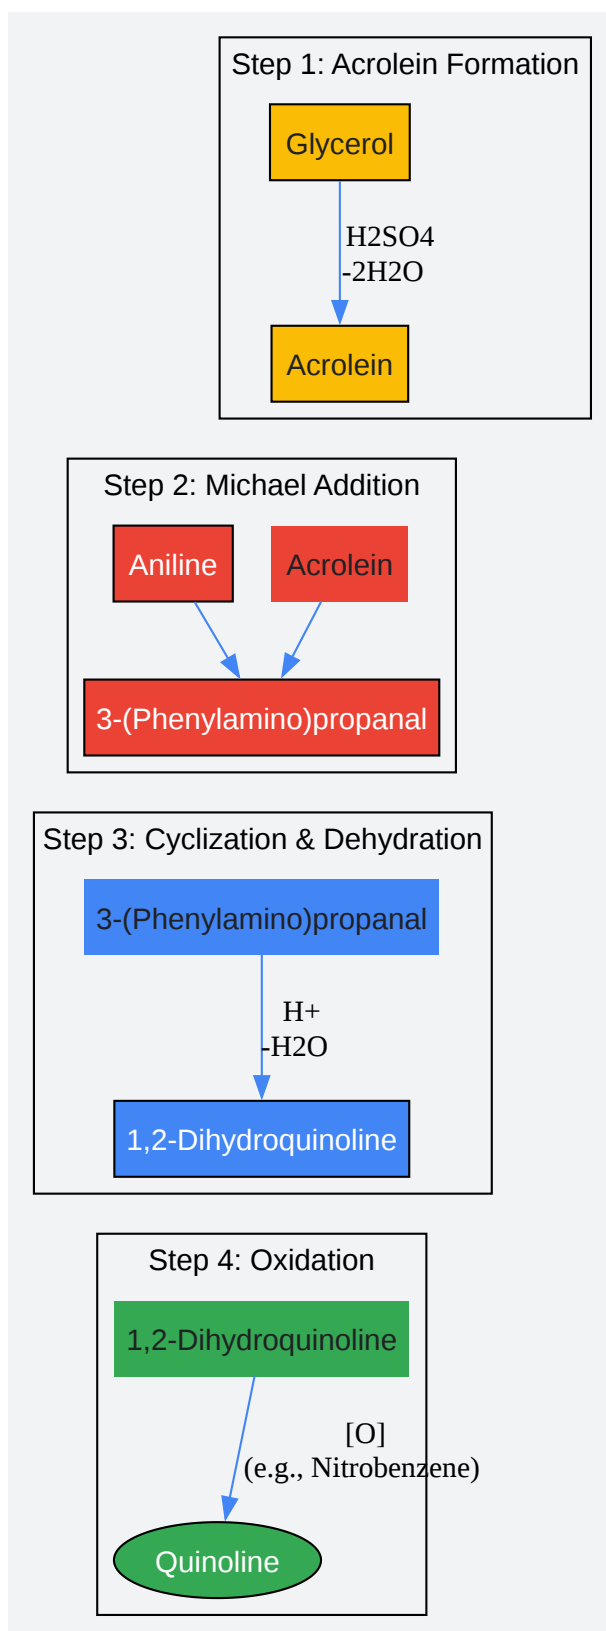 Step 1: Acrolein Formation
Glycerol
H2SO4
-2H2O
Acrolein
Step 2: Michael Addition
Aniline
Acrolein
3-(Phenylamino)propanal
Step 3: Cyclization & Dehydration
3-(Phenylamino)propanal
H+
-H2O
1,2-Dihydroquinoline
Step 4: Oxidation
1,2-Dihydroquinoline
[O]
(e.g., Nitrobenzene)
Quinoline